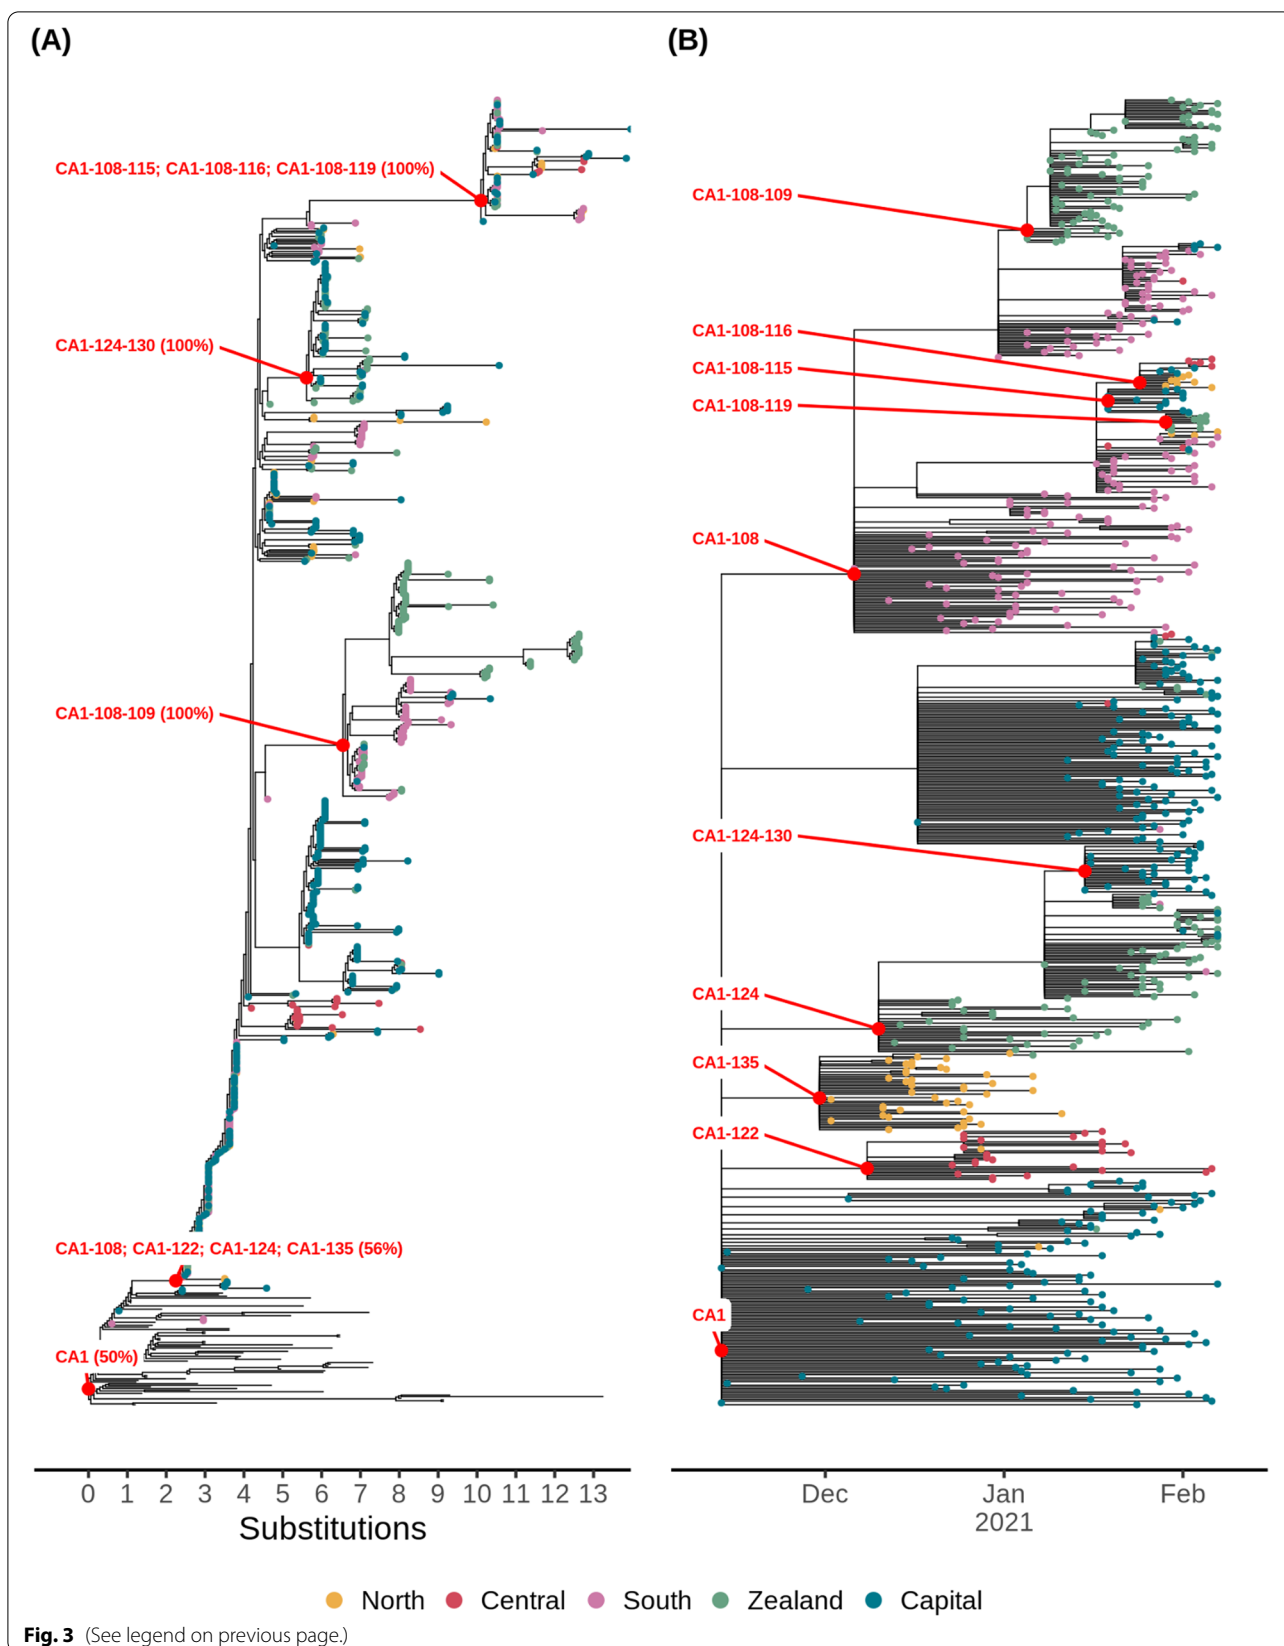 (A)
(B)
CA1-108-115; CA1-108-116; CA1-108-119 (100%)
CA1-124-130 (100%)
CA1-108-109 (100%)
CA1-108; CA1-122; CA1-124; CA1-135 (56%)
CA1 (50%)
0 1 2 3 4 5 6 7 8 9 10 11 12 13
Substitutions
CA1-108-109
CA1-108-116
CA1-108-115
CA1-108-119
CA1-108
CA1-124-130
CA1-124
CA1-135
CA1-122
CA1
Dec Jan Feb
2021
North Central South Zealand Capital
Fig. 3 (See legend on previous page.)